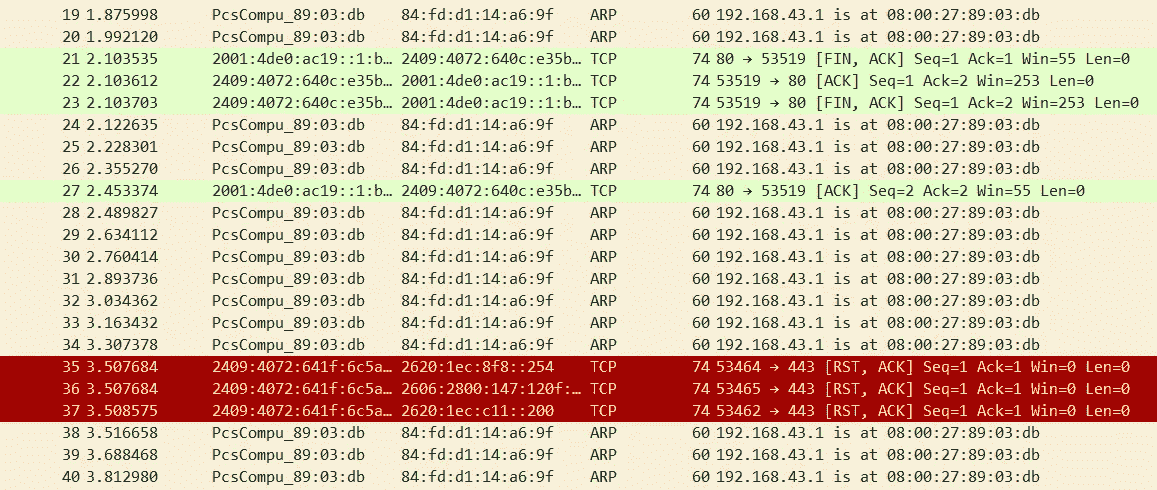 19 1.875998 PcsCompu_89:03:db 84:fd:d1:14:a6:9f ARP 60 192.168.43.1 is at 08:00:27:89:03:db
20 1.992120 PcsCompu_89:03:db 84:fd:d1:14:a6:9f ARP 60 192.168.43.1 is at 08:00:27:89:03:db
21 2.103535 2001:4de0:ac19::1:b… 2409:4072:640c:e35b… TCP 74 80 → 53519 [FIN, ACK] Seq=1 Ack=1 Win=55 Len=0
22 2.103612 2409:4072:640c:e35b… 2001:4de0:ac19::1:b… TCP 74 53519 → 80 [ACK] Seq=1 Ack=2 Win=253 Len=0
23 2.103703 2409:4072:640c:e35b… 2001:4de0:ac19::1:b… TCP 74 53519 → 80 [FIN, ACK] Seq=1 Ack=2 Win=253 Len=0
24 2.122635 PcsCompu_89:03:db 84:fd:d1:14:a6:9f ARP 60 192.168.43.1 is at 08:00:27:89:03:db
25 2.228301 PcsCompu_89:03:db 84:fd:d1:14:a6:9f ARP 60 192.168.43.1 is at 08:00:27:89:03:db
26 2.355270 PcsCompu_89:03:db 84:fd:d1:14:a6:9f ARP 60 192.168.43.1 is at 08:00:27:89:03:db
27 2.453374 2001:4de0:ac19::1:b… 2409:4072:640c:e35b… TCP 74 80 → 53519 [ACK] Seq=2 Ack=2 Win=55 Len=0
28 2.489827 PcsCompu_89:03:db 84:fd:d1:14:a6:9f ARP 60 192.168.43.1 is at 08:00:27:89:03:db
29 2.634112 PcsCompu_89:03:db 84:fd:d1:14:a6:9f ARP 60 192.168.43.1 is at 08:00:27:89:03:db
30 2.760414 PcsCompu_89:03:db 84:fd:d1:14:a6:9f ARP 60 192.168.43.1 is at 08:00:27:89:03:db
31 2.893736 PcsCompu_89:03:db 84:fd:d1:14:a6:9f ARP 60 192.168.43.1 is at 08:00:27:89:03:db
32 3.034362 PcsCompu_89:03:db 84:fd:d1:14:a6:9f ARP 60 192.168.43.1 is at 08:00:27:89:03:db
33 3.163432 PcsCompu_89:03:db 84:fd:d1:14:a6:9f ARP 60 192.168.43.1 is at 08:00:27:89:03:db
34 3.307378 PcsCompu_89:03:db 84:fd:d1:14:a6:9f ARP 60 192.168.43.1 is at 08:00:27:89:03:db
35 3.507684 2409:4072:641f:6c5a… 2620:1ec:8f8::254 TCP 74 53464 → 443 [RST, ACK] Seq=1 Ack=1 Win=0 Len=0
36 3.507684 2409:4072:641f:6c5a… 2606:2800:147:120f:… TCP 74 53465 → 443 [RST, ACK] Seq=1 Ack=1 Win=0 Len=0
37 3.508575 2409:4072:641f:6c5a… 2620:1ec:c11::200 TCP 74 53462 → 443 [RST, ACK] Seq=1 Ack=1 Win=0 Len=0
38 3.516658 PcsCompu_89:03:db 84:fd:d1:14:a6:9f ARP 60 192.168.43.1 is at 08:00:27:89:03:db
39 3.688468 PcsCompu_89:03:db 84:fd:d1:14:a6:9f ARP 60 192.168.43.1 is at 08:00:27:89:03:db
40 3.812980 PcsCompu_89:03:db 84:fd:d1:14:a6:9f ARP 60 192.168.43.1 is at 08:00:27:89:03:db